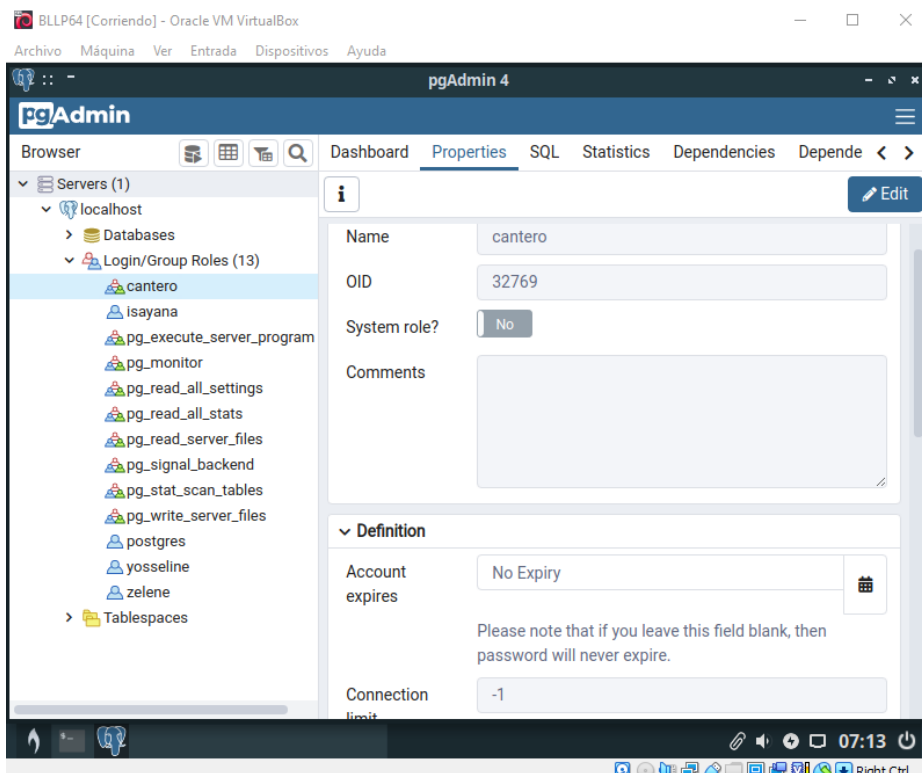 BLLP64 [Corriendo] - Oracle VM VirtualBox
Archivo Máquina Ver Entrada Dispositivos Ayuda
pgAdmin 4
pgAdmin
Browser
Dashboard Properties SQL Statistics Dependencies Depende
Servers (1)
localhost
Databases
Login/Group Roles (13)
cantero
isayana
pg_execute_server_program
pg_monitor
pg_read_all_settings
pg_read_all_stats
pg_read_server_files
pg_signal_backend
pg_stat_scan_tables
pg_write_server_files
postgres
yosseline
zelene
Tablespaces
i
Edit
Name cantero
OID 32769
System role? No
Comments
Definition
Account expires No Expiry
Please note that if you leave this field blank, then
password will never expire.
Connection limit -1
07:13
Right Ctrl